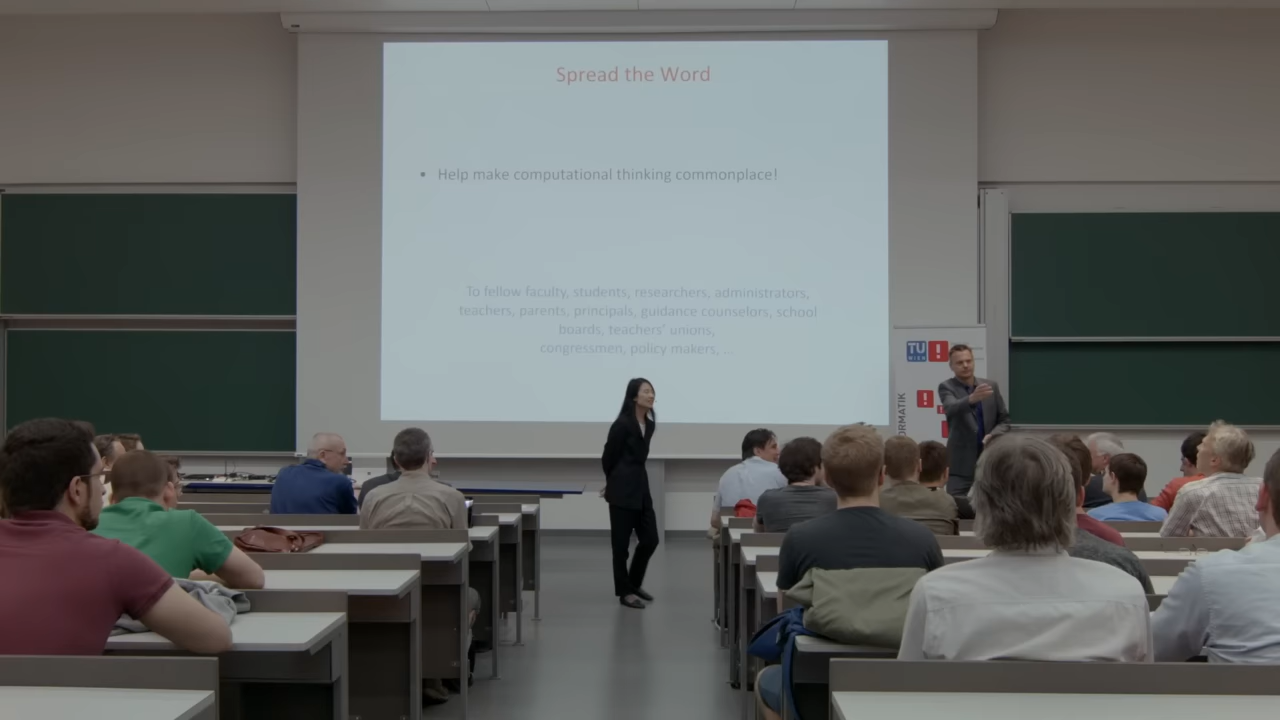 Spread the Word
▪ Help make computational thinking commonplace!
To fellow faculty, students, researchers, administrators,
teachers, parents, principals, guidance counselors, school
boards, teachers' unions,
congressmen, policy makers, ...
TU
WIEN
!
!